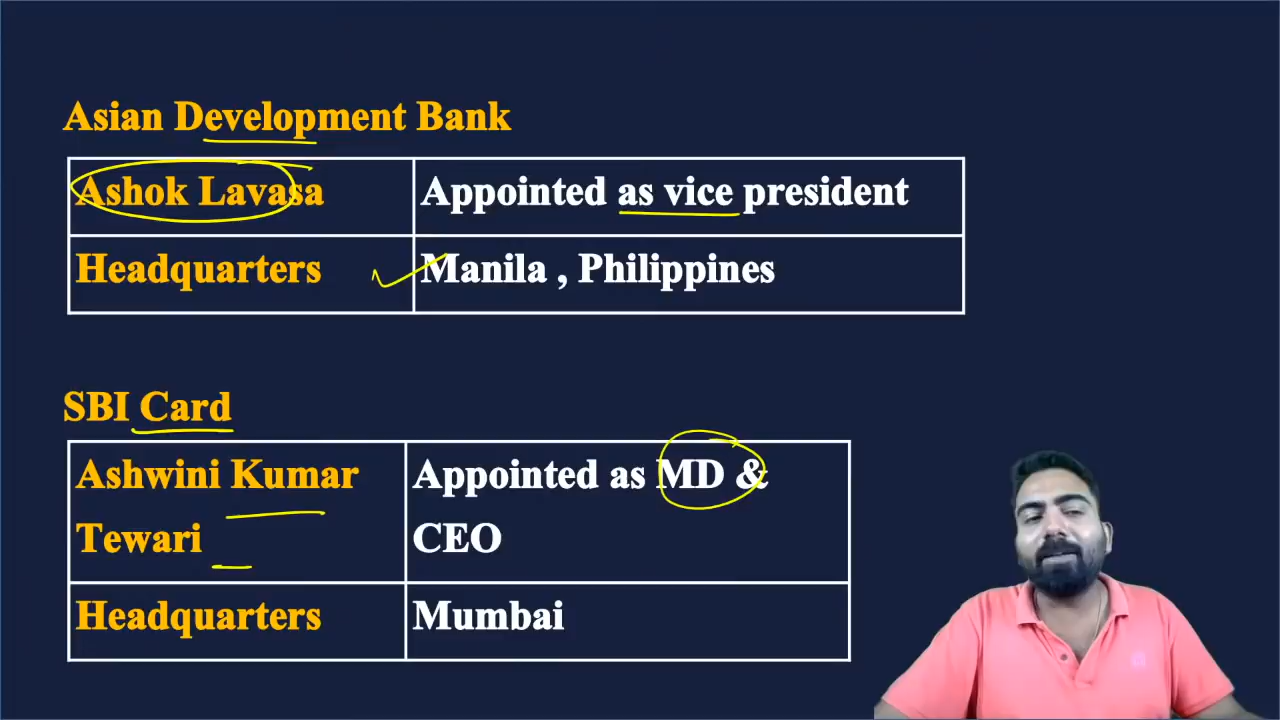 Asian Development Bank
Ashok Lavasa Appointed as vice president
Headquarters Manila , Philippines
SBI Card
Ashwini Kumar Appointed as MD &
Tewari CEO
Headquarters Mumbai